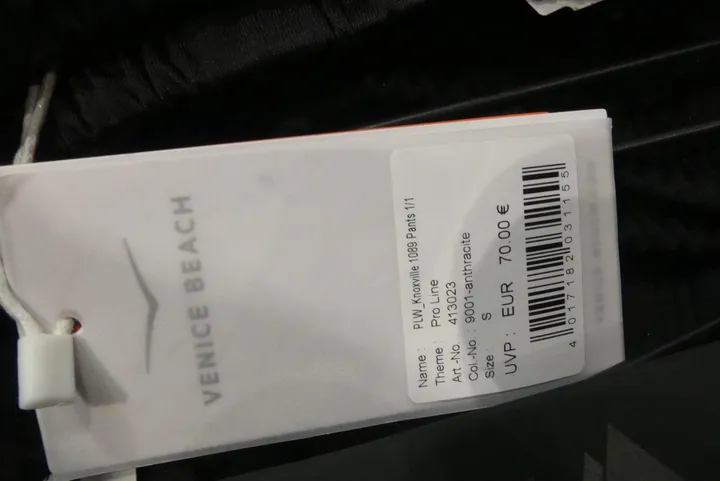 VENICE BEACH
Name : PLW_Knoxville 1089 Pants 1/1
Theme : Pro Line
Art.-No. 413023
Col.-No. : 9001-anthracite
Size : S
UVP : EUR 70.00 €
4 017182 031155